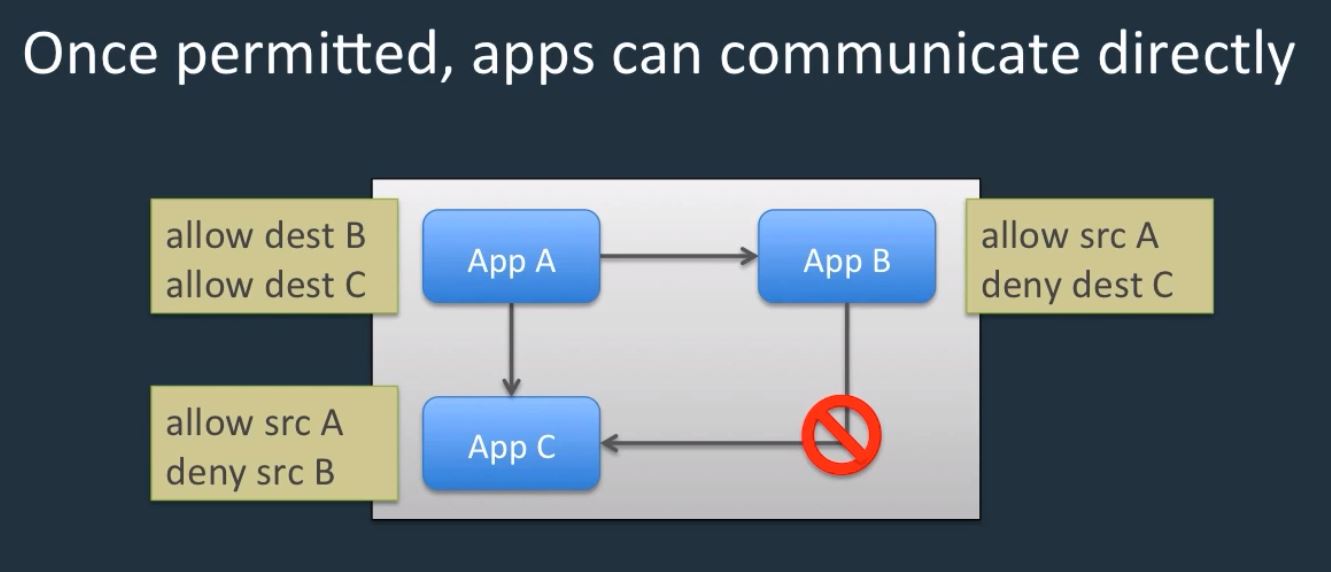 Once permitted, apps can communicate directly
allow dest B
allow dest C
App A
App B
allow src A
deny dest C
allow src A
deny src B
App C